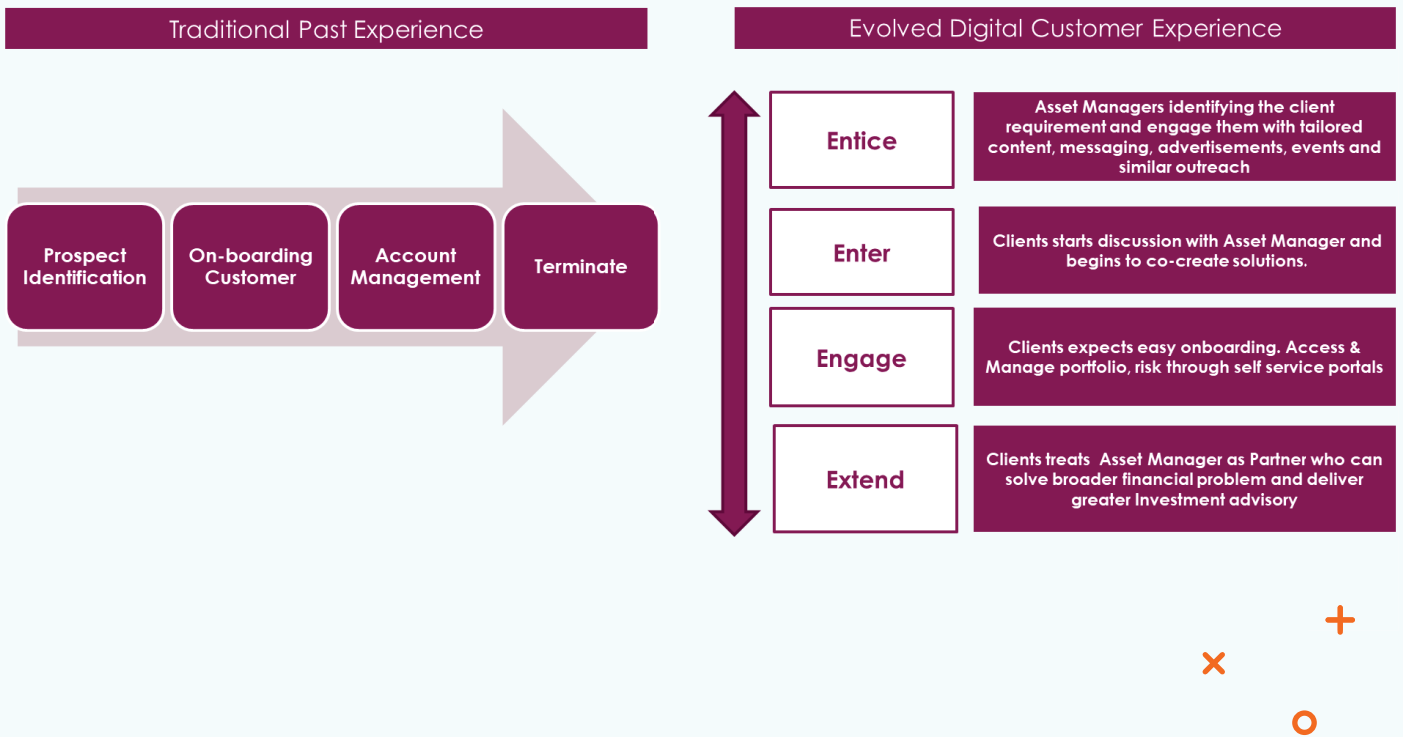 Traditional Past Experience
Prospect
Identification
On-boarding
Customer
Account
Management
Terminate
Evolved Digital Customer Experience
Entice
Asset Managers identifying the client
requirement and engage them with tailored
content, messaging, advertisements, events and
similar outreach
Enter
Clients starts discussion with Asset Manager and
begins to co-create solutions.
Engage
Clients expects easy onboarding. Access &
Manage portfolio, risk through self service portals
Extend
Clients treats Asset Manager as Partner who can
solve broader financial problem and deliver
greater Investment advisory